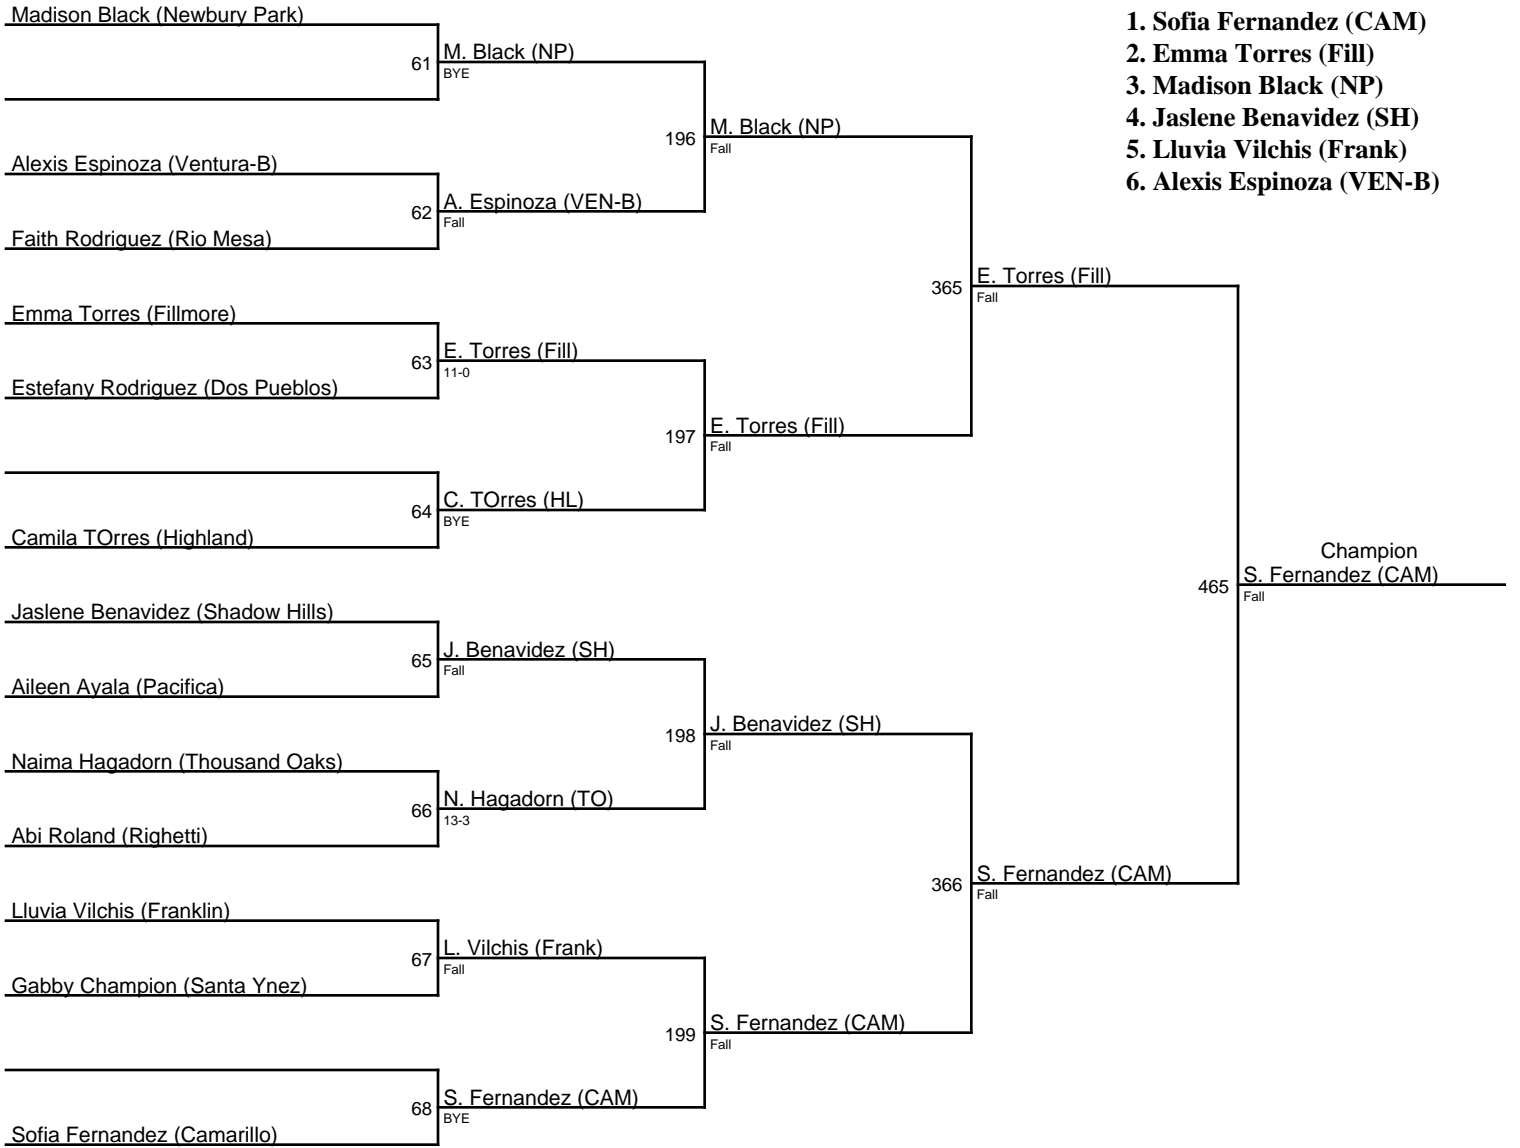 Madison Black (Newbury Park)
61
M. Black (NP)
BYE
Alexis Espinoza (Ventura-B)
62
A. Espinoza (VEN-B)
Fall
Faith Rodriguez (Rio Mesa)
196
M. Black (NP)
Fall
Emma Torres (Fillmore)
63
E. Torres (Fill)
11-0
Estefany Rodriguez (Dos Pueblos)
197
E. Torres (Fill)
Fall
64
C. TOrres (HL)
BYE
Camila TOrres (Highland)
365
E. Torres (Fill)
Fall
Jaslene Benavidez (Shadow Hills)
65
J. Benavidez (SH)
Fall
Aileen Ayala (Pacifica)
198
J. Benavidez (SH)
Fall
Naima Hagadorn (Thousand Oaks)
66
N. Hagadorn (TO)
13-3
Abi Roland (Righetti)
366
S. Fernandez (CAM)
Fall
Lluvia Vilchis (Franklin)
67
L. Vilchis (Frank)
Fall
Gabby Champion (Santa Ynez)
199
S. Fernandez (CAM)
Fall
68
S. Fernandez (CAM)
BYE
Sofia Fernandez (Camarillo)
Champion
465
S. Fernandez (CAM)
Fall
1. Sofia Fernandez (CAM)
2. Emma Torres (Fill)
3. Madison Black (NP)
4. Jaslene Benavidez (SH)
5. Lluvia Vilchis (Frank)
6. Alexis Espinoza (VEN-B)